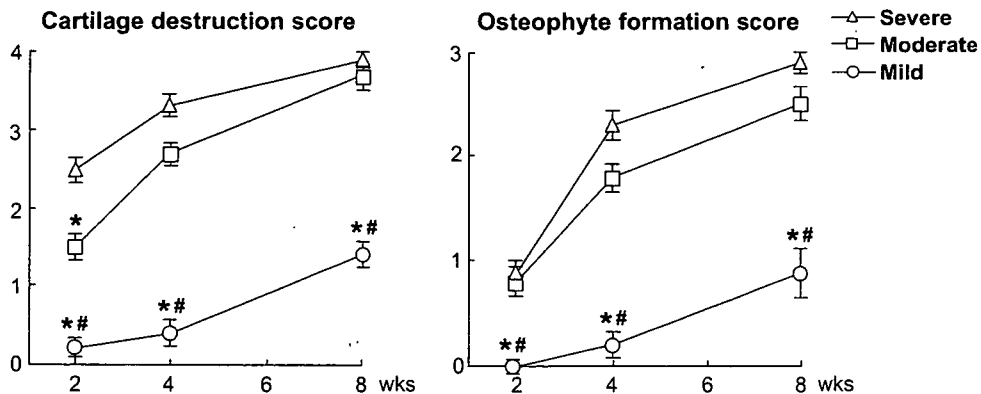 Cartilage destruction score
4
3
2
1
0
*
*#
*#
*#
2 4 6 8 wks
Osteophyte formation score
3
2
1
0
*#
*#
*#
2 4 6 8 wks
Severe
Moderate
Mild